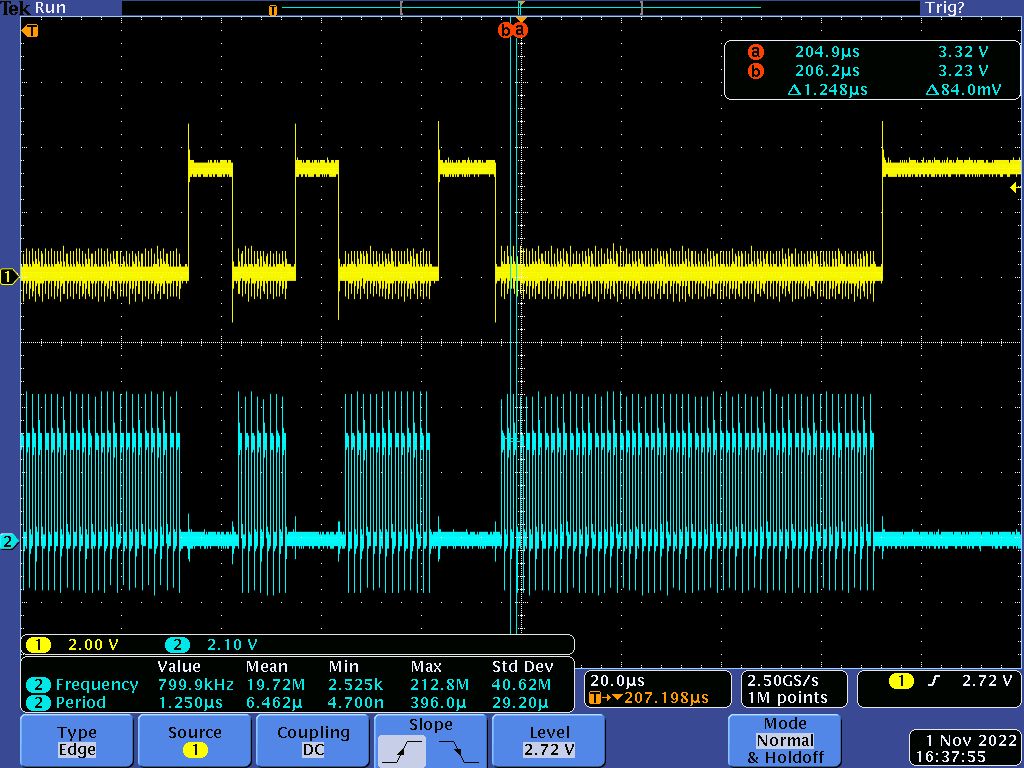 Tek Run T Trig?
T b a
a 204.9µs 3.32 V
b 206.2µs 3.23 V
Δ1.248µs Δ84.0mV
1
2
1 2.00 V 2 2.10 V
Value Mean Min Max Std Dev
2 Frequency 799.9kHz 19.72M 2.525k 212.8M 40.62M
2 Period 1.250µs 6.462µ 4.700n 396.0µ 29.20µ
20.0µs
T→▼207.198µs
2.50GS/s
1M points
1 2.72 V
Type
Edge
Source
1
Coupling
DC
Slope
Level
2.72 V
Mode
Normal
& Holdoff
1 Nov 2022
16:37:55